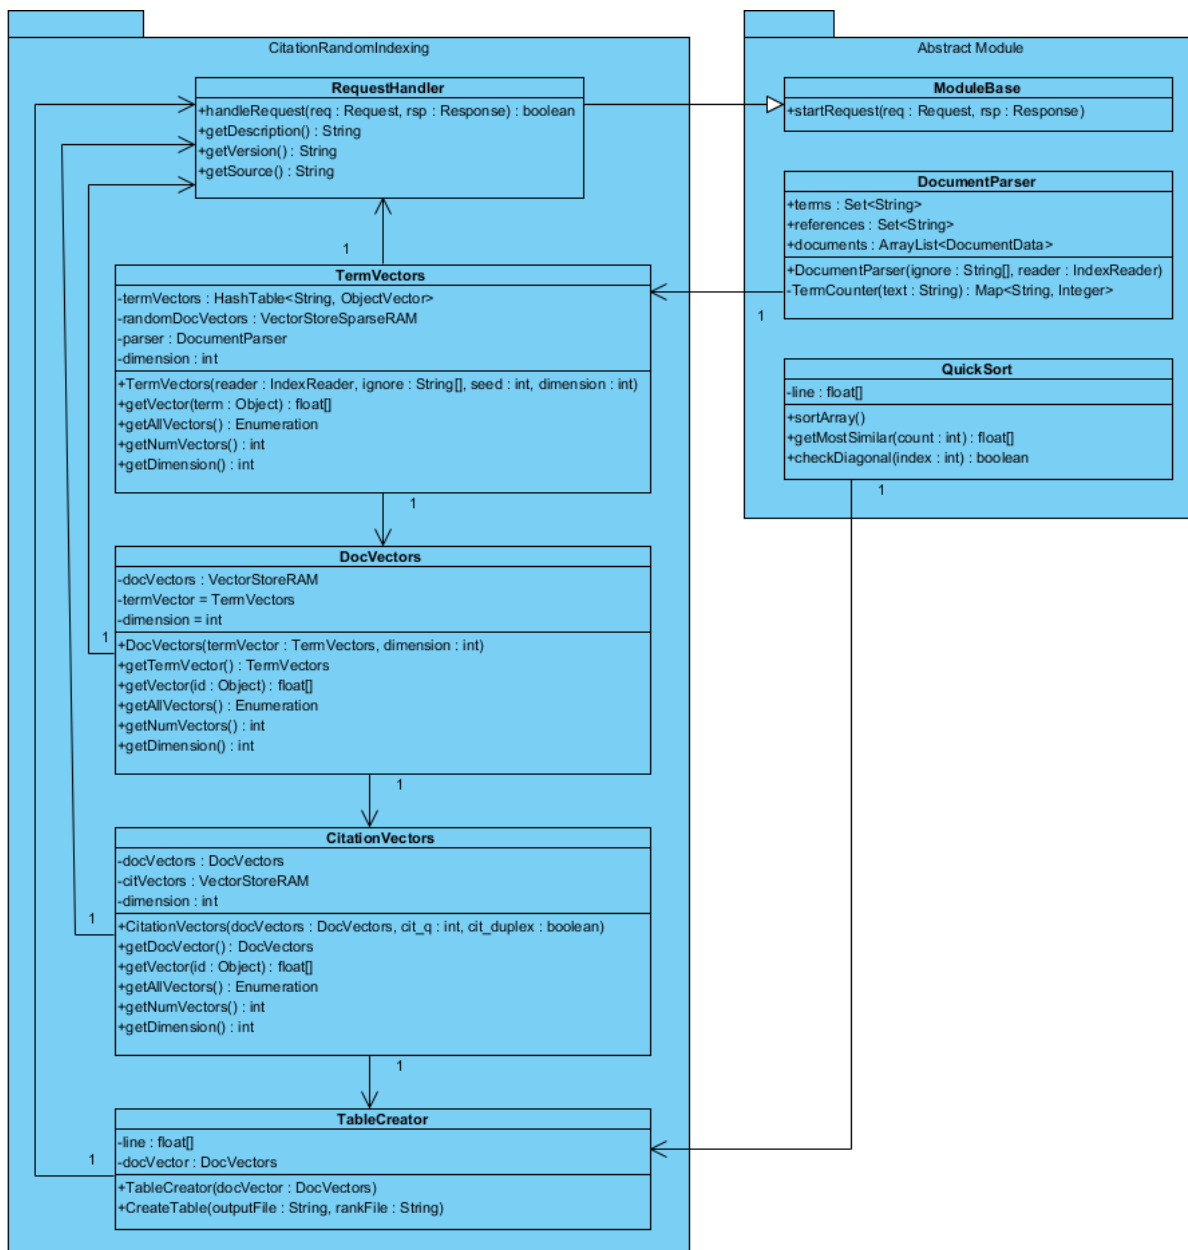 CitationRandomIndexing
RequestHandler
+handleRequest(req : Request, rsp : Response) : boolean
+getDescription() : String
+getVersion() : String
+getSource() : String
1
TermVectors
-termVectors : HashTable<String, ObjectVector>
-randomDocVectors : VectorStoreSparseRAM
-parser : DocumentParser
-dimension : int
+TermVectors(reader : IndexReader, ignore : String[], seed : int, dimension : int)
+getVector(term : Object) : float[]
+getAllVectors() : Enumeration
+getNumVectors() : int
+getDimension() : int
1
DocVectors
-docVectors : VectorStoreRAM
-termVector = TermVectors
-dimension = int
1
+DocVectors(termVector : TermVectors, dimension : int)
+getTermVector() : TermVectors
+getVector(id : Object) : float[]
+getAllVectors() : Enumeration
+getNumVectors() : int
+getDimension() : int
1
CitationVectors
-docVectors : DocVectors
-citVectors : VectorStoreRAM
-dimension : int
1
+CitationVectors(docVectors : DocVectors, cit_q : int, cit_duplex : boolean)
+getDocVector() : DocVectors
+getVector(id : Object) : float[]
+getAllVectors() : Enumeration
+getNumVectors() : int
+getDimension() : int
1
TableCreator
-line : float[]
-docVector : DocVectors
1
+TableCreator(docVector : DocVectors)
+CreateTable(outputFile : String, rankFile : String)
Abstract Module
ModuleBase
+startRequest(req : Request, rsp : Response)
DocumentParser
+terms : Set<String>
+references : Set<String>
+documents : ArrayList<DocumentData>
+DocumentParser(ignore : String[], reader : IndexReader)
-TermCounter(text : String) : Map<String, Integer>
1
QuickSort
-line : float[]
+sortArray()
+getMostSimilar(count : int) : float[]
+checkDiagonal(index : int) : boolean
1